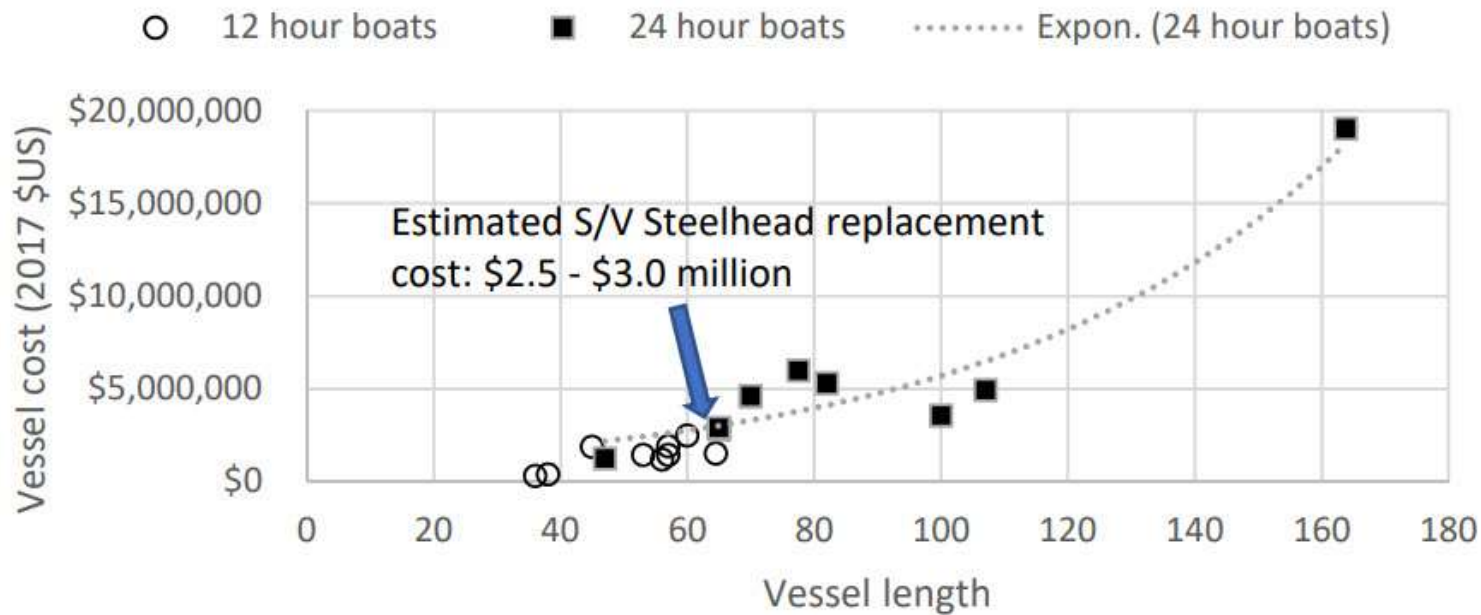 12 hour boats 24 hour boats Expon. (24 hour boats)
Vessel cost (2017 $US)
$20,000,000
$15,000,000
$10,000,000
$5,000,000
$0
Estimated S/V Steelhead replacement
cost: $2.5 - $3.0 million
0 20 40 60 80 100 120 140 160 180
Vessel length